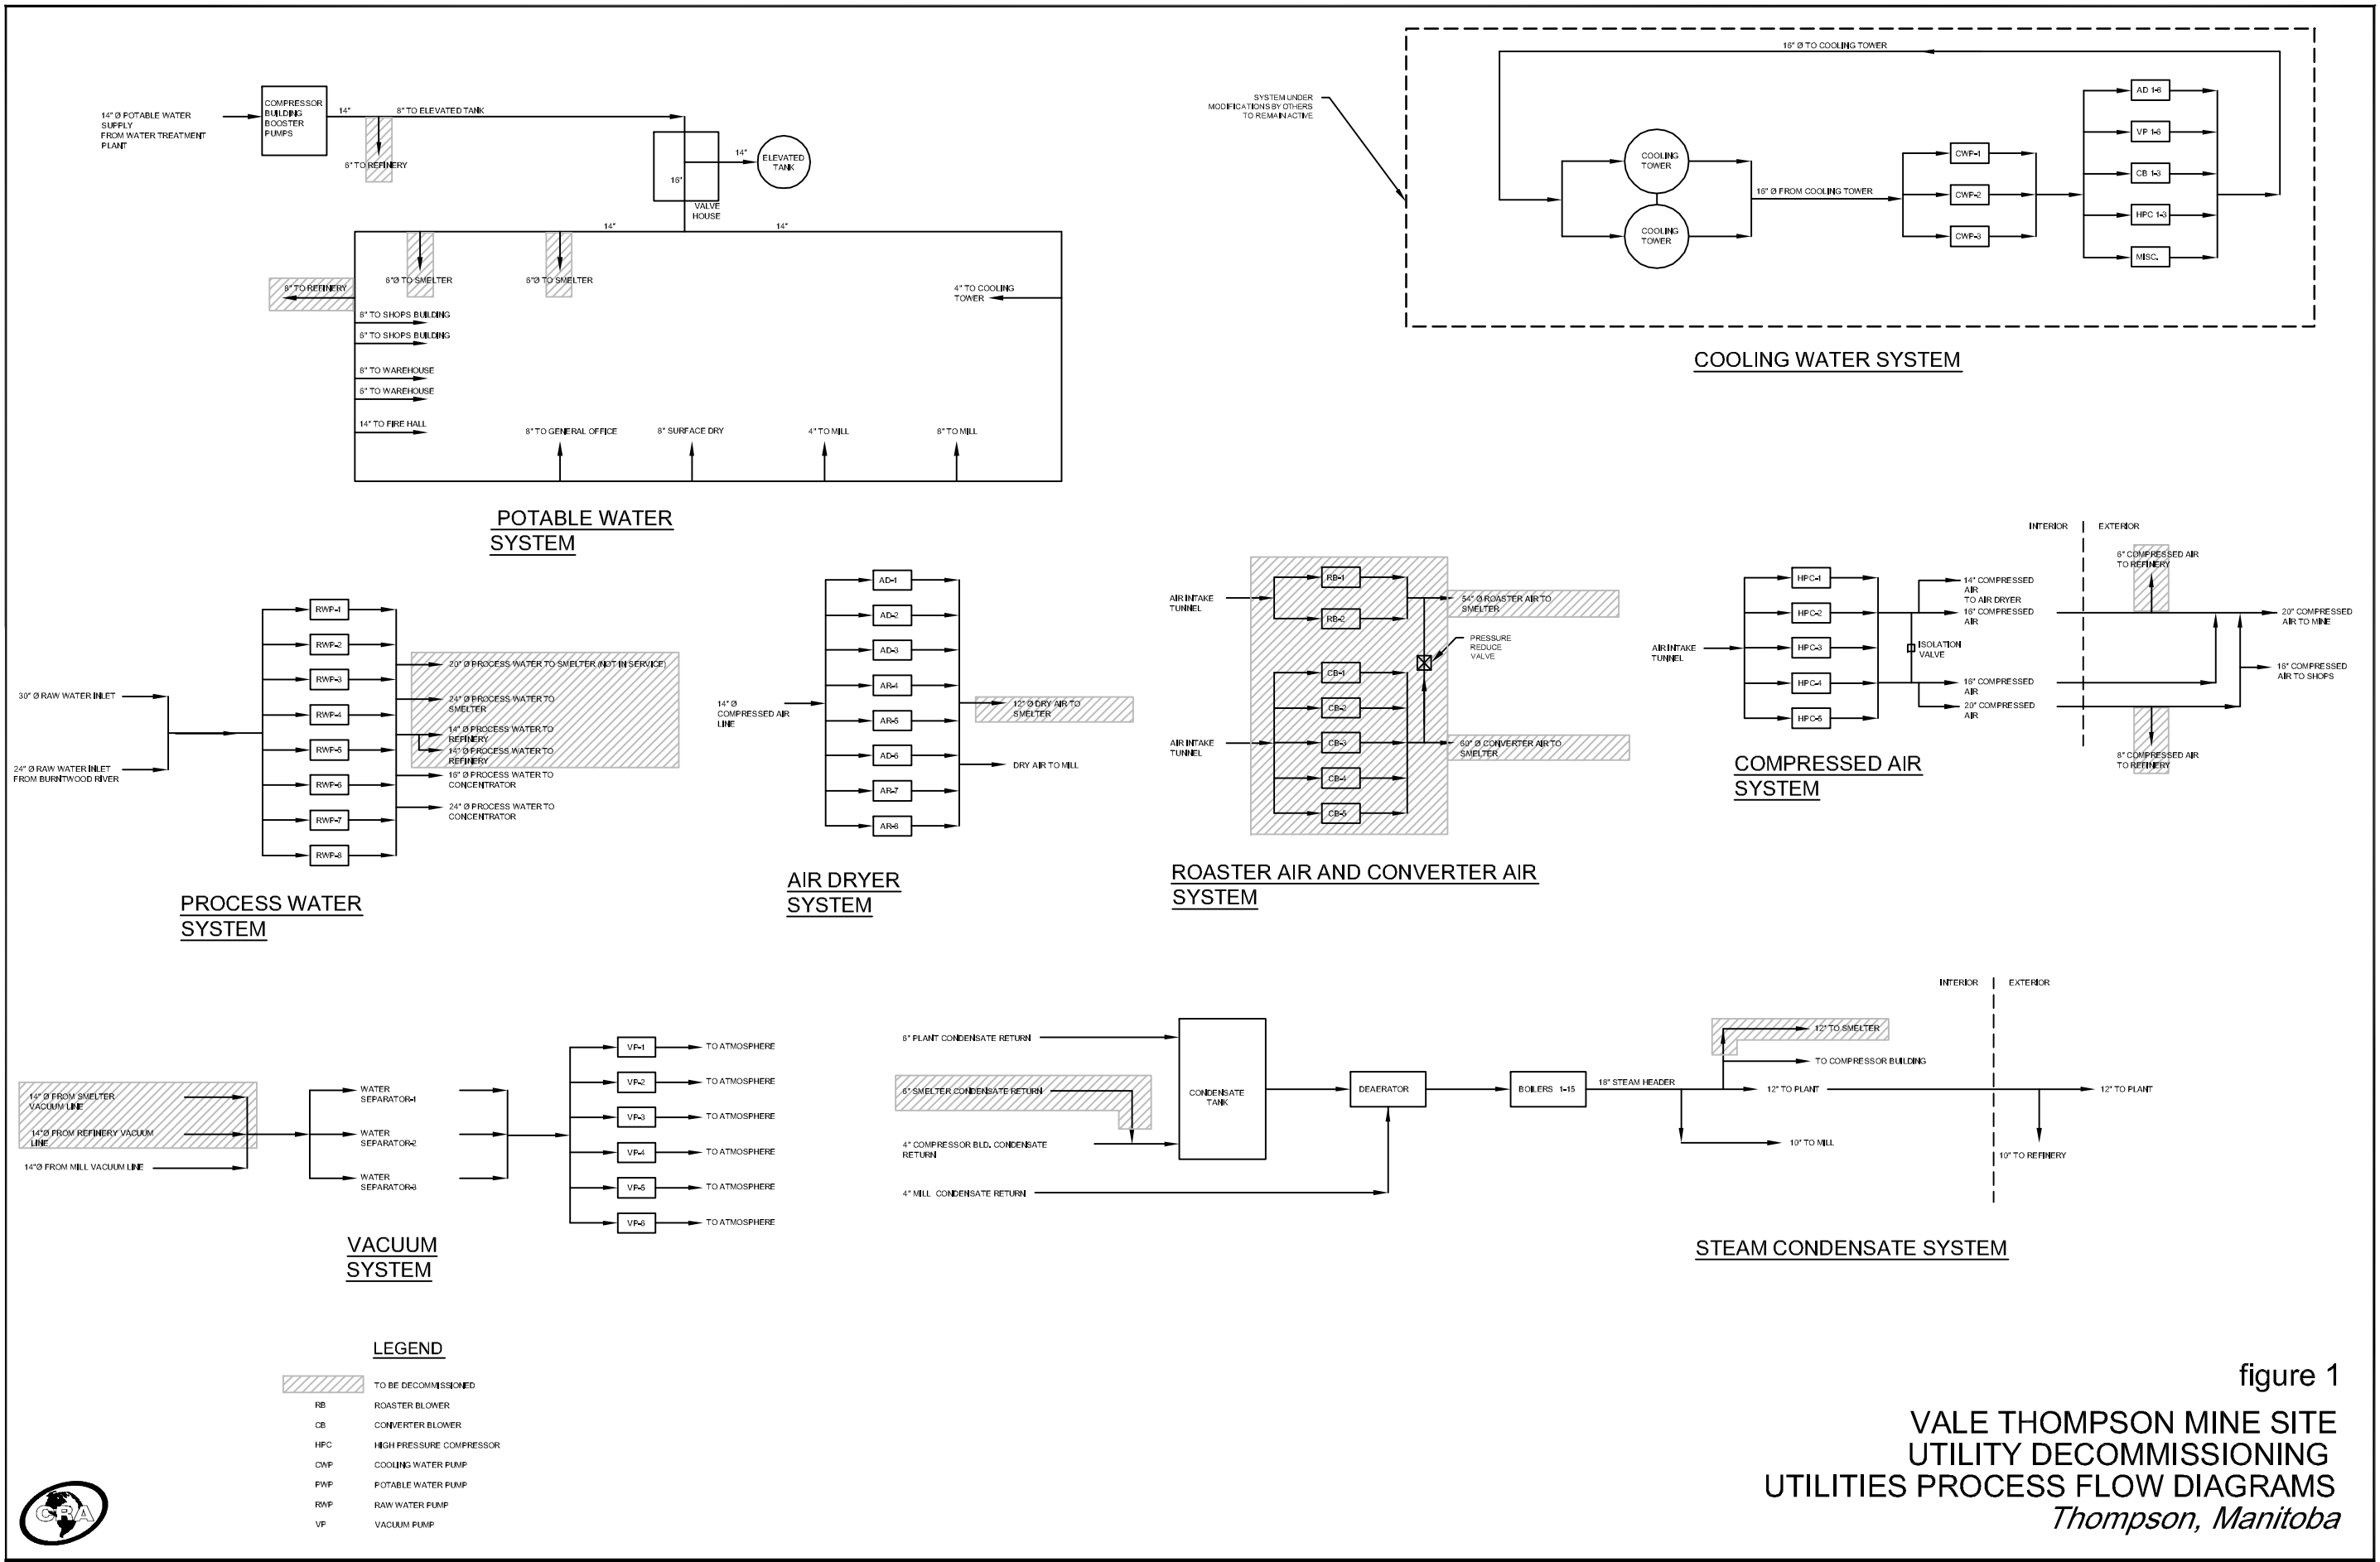 14" Ø POTABLE WATER
SUPPLY
FROM WATER TREATMENT
PLANT
COMPRESSOR
BUILDING
BOOSTER
PUMPS
14"
8" TO ELEVATED TANK
6" TO REFINERY
14"
ELEVATED
TANK
16"
VALVE
HOUSE
14"
14"
6"Ø TO SMELTER
6"Ø TO SMELTER
8" TO REFINERY
4" TO COOLING
TOWER
8" TO SHOPS BUILDING
6" TO SHOPS BUILDING
8" TO WAREHOUSE
6" TO WAREHOUSE
14" TO FIRE HALL
8" TO GENERAL OFFICE
8" SURFACE DRY
4" TO MILL
8" TO MILL
POTABLE WATER
SYSTEM
SYSTEM UNDER
MODIFICATIONS BY OTHERS
TO REMAIN ACTIVE
16" Ø TO COOLING TOWER
COOLING
TOWER
COOLING
TOWER
16" Ø FROM COOLING TOWER
CWP-1
CWP-2
CWP-3
AD 1-6
VP 1-6
CB 1-3
HPC 1-3
MISC.
COOLING WATER SYSTEM
30" Ø RAW WATER INLET
24" Ø RAW WATER INLET
FROM BURNTWOOD RIVER
RWP-1
RWP-2
RWP-3
RWP-4
RWP-5
RWP-6
RWP-7
RWP-8
20" Ø PROCESS WATER TO SMELTER (NOT IN SERVICE)
24" Ø PROCESS WATER TO
SMELTER
14" Ø PROCESS WATER TO
REFINERY
14" Ø PROCESS WATER TO
REFINERY
16" Ø PROCESS WATER TO
CONCENTRATOR
24" Ø PROCESS WATER TO
CONCENTRATOR
PROCESS WATER
SYSTEM
14" Ø
COMPRESSED AIR
LINE
AD-1
AD-2
AD-3
AR-4
AR-5
AD-6
AR-7
AR-8
12" Ø DRY AIR TO
SMELTER
DRY AIR TO MILL
AIR DRYER
SYSTEM
AIR INTAKE
TUNNEL
RB-1
RB-2
54" Ø ROASTER AIR TO
SMELTER
PRESSURE
REDUCE
VALVE
AIR INTAKE
TUNNEL
CB-1
CB-2
CB-3
CB-4
CB-5
60" Ø CONVERTER AIR TO
SMELTER
ROASTER AIR AND CONVERTER AIR
SYSTEM
INTERIOR
EXTERIOR
AIR INTAKE
TUNNEL
HPC-1
HPC-2
HPC-3
HPC-4
HPC-5
14" COMPRESSED
AIR
TO AIR DRYER
16" COMPRESSED
AIR
ISOLATION
VALVE
16" COMPRESSED
AIR
20" COMPRESSED
AIR
6" COMPRESSED AIR
TO REFINERY
20" COMPRESSED
AIR TO MINE
16" COMPRESSED
AIR TO SHOPS
8" COMPRESSED AIR
TO REFINERY
COMPRESSED AIR
SYSTEM
14" Ø FROM SMELTER
VACUUM LINE
14"Ø FROM REFINERY VACUUM
LINE
14"Ø FROM MILL VACUUM LINE
WATER
SEPARATOR-1
WATER
SEPARATOR-2
WATER
SEPARATOR-3
VP-1
TO ATMOSPHERE
VP-2
TO ATMOSPHERE
VP-3
TO ATMOSPHERE
VP-4
TO ATMOSPHERE
VP-5
TO ATMOSPHERE
VP-6
TO ATMOSPHERE
VACUUM
SYSTEM
6" PLANT CONDENSATE RETURN
6" SMELTER CONDENSATE RETURN
4" COMPRESSOR BLD. CONDENSATE
RETURN
4" MILL CONDENSATE RETURN
CONDENSATE
TANK
DEAERATOR
BOILERS 1-15
18" STEAM HEADER
INTERIOR
EXTERIOR
12" TO SMELTER
TO COMPRESSOR BUILDING
12" TO PLANT
12" TO PLANT
10" TO MILL
10" TO REFINERY
STEAM CONDENSATE SYSTEM
LEGEND
TO BE DECOMMISSIONED
RB ROASTER BLOWER
CB CONVERTER BLOWER
HPC HIGH PRESSURE COMPRESSOR
CWP COOLING WATER PUMP
PWP POTABLE WATER PUMP
RWP RAW WATER PUMP
VP VACUUM PUMP
CRA
figure 1
VALE THOMPSON MINE SITE
UTILITY DECOMMISSIONING
UTILITIES PROCESS FLOW DIAGRAMS
Thompson, Manitoba